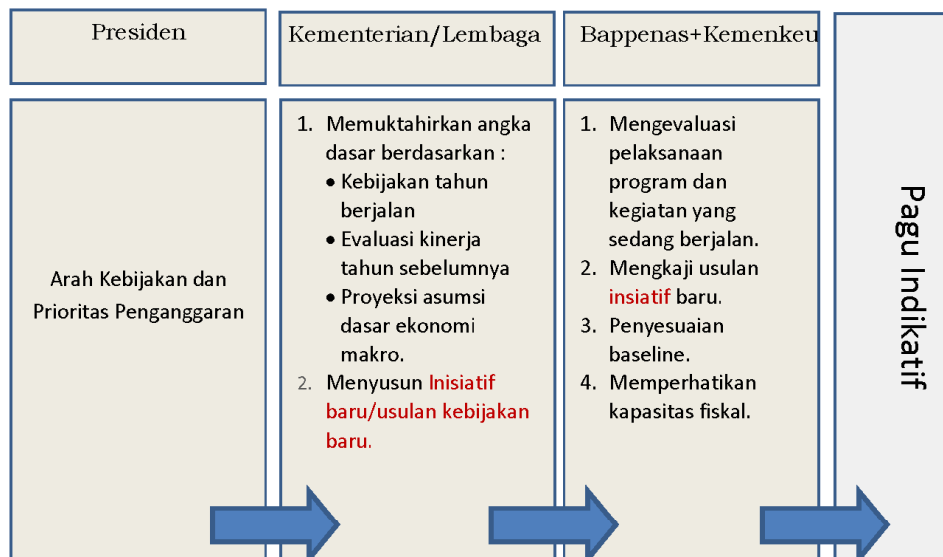 Presiden
Arah Kebijakan dan
Prioritas Penganggaran
Kementerian/Lembaga
1. Memuktahirkan angka
dasar berdasarkan :
• Kebijakan tahun
berjalan
• Evaluasi kinerja
tahun sebelumnya
• Proyeksi asumsi
dasar ekonomi
makro.
2. Menyusun Inisiatif
baru/usulan kebijakan
baru.
Bappenas+Kemenkeu
1. Mengevaluasi
pelaksanaan
program dan
kegiatan yang
sedang berjalan.
2. Mengkaji usulan
insiatif baru.
3. Penyesuaian
baseline.
4. Memperhatikan
kapasitas fiskal.
Pagu Indikatif